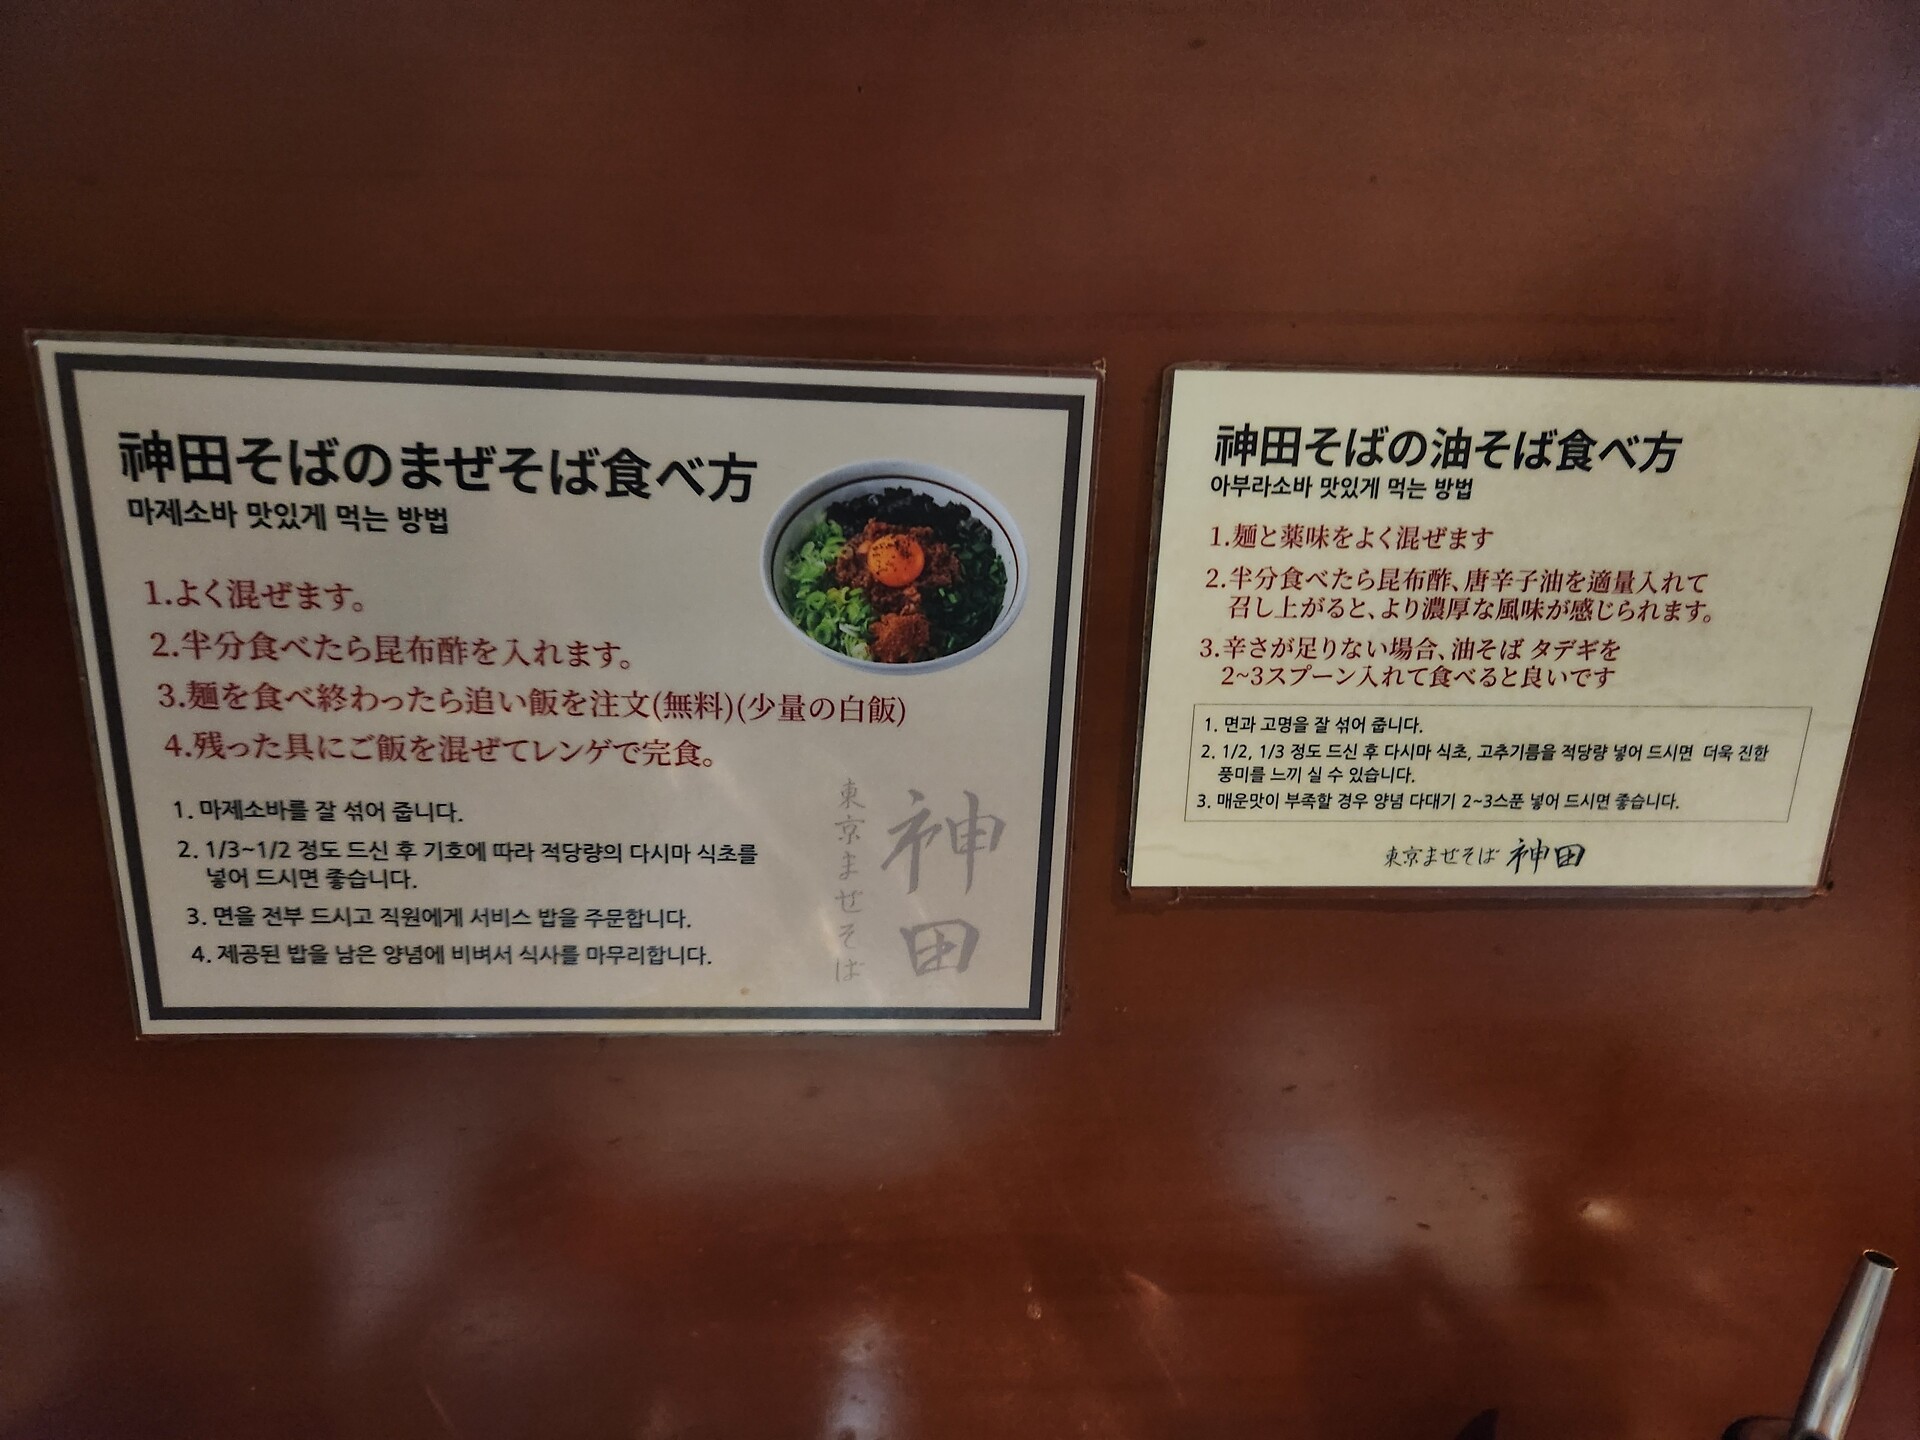 神田そばのまぜそば食べ方
마제소바 맛있게 먹는 방법
1.よく混ぜます。
2.半分食べたら昆布酢を入れます。
3.麺を食べ終わったら追い飯を注文(無料)(少量の白飯)
4.残った具にご飯を混ぜてレンゲで完食。
1. 마제소바를 잘 섞어 줍니다.
2. 1/3~1/2 정도 드신 후 기호에 따라 적당량의 다시마 식초를
넣어 드시면 좋습니다.
3. 면을 전부 드시고 직원에게 서비스 밥을 주문합니다.
4. 제공된 밥을 남은 양념에 비벼서 식사를 마무리합니다.
神田
東京まぜそば
神田そばの油そば食べ方
아부라소바 맛있게 먹는 방법
1.麺と薬味をよく混ぜます
2.半分食べたら昆布酢、唐辛子油を適量入れて
召し上がると、より濃厚な風味が感じられます。
3.辛さが足りない場合、油そば タデギを
2~3スプーン入れて食べると良いです
1. 면과 고명을 잘 섞어 줍니다.
2. 1/2, 1/3 정도 드신 후 다시마 식초, 고추기름을 적당량 넣어 드시면 더욱 진한
풍미를 느끼 실 수 있습니다.
3. 매운맛이 부족할 경우 양념 다대기 2~3스푼 넣어 드시면 좋습니다.
東京まぜそば 神田